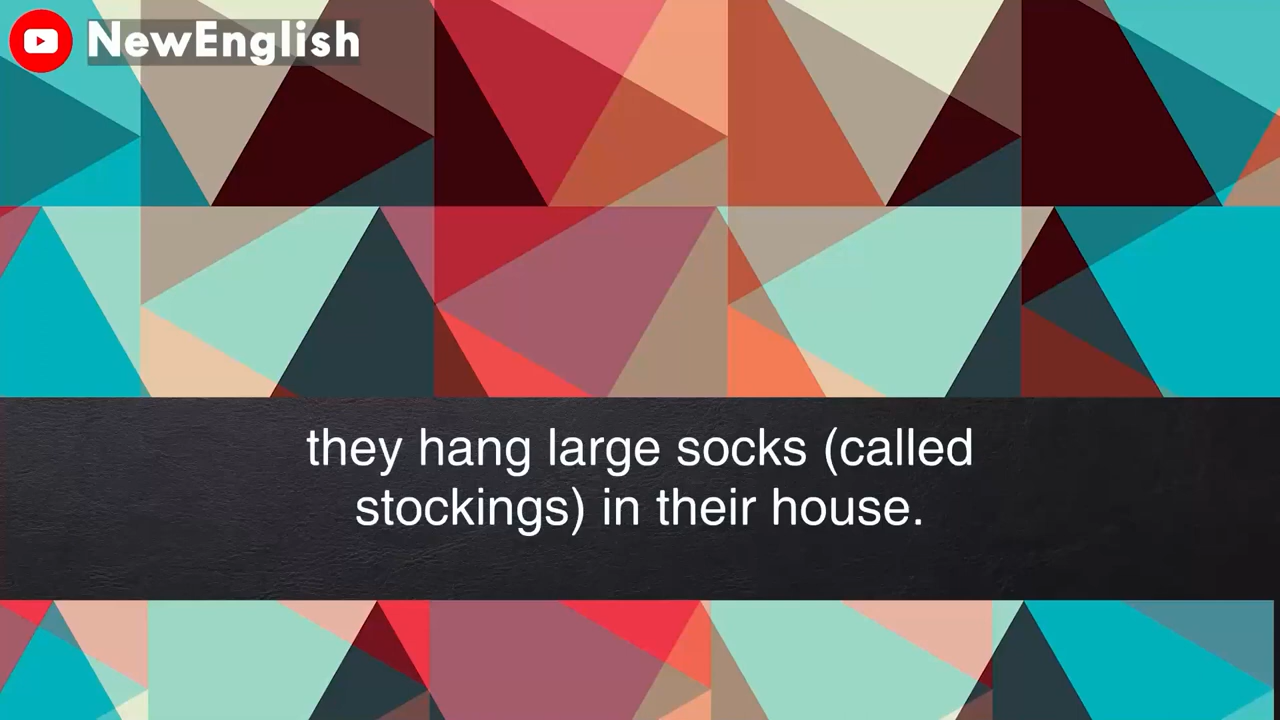 NewEnglish
they hang large socks (called
stockings) in their house.